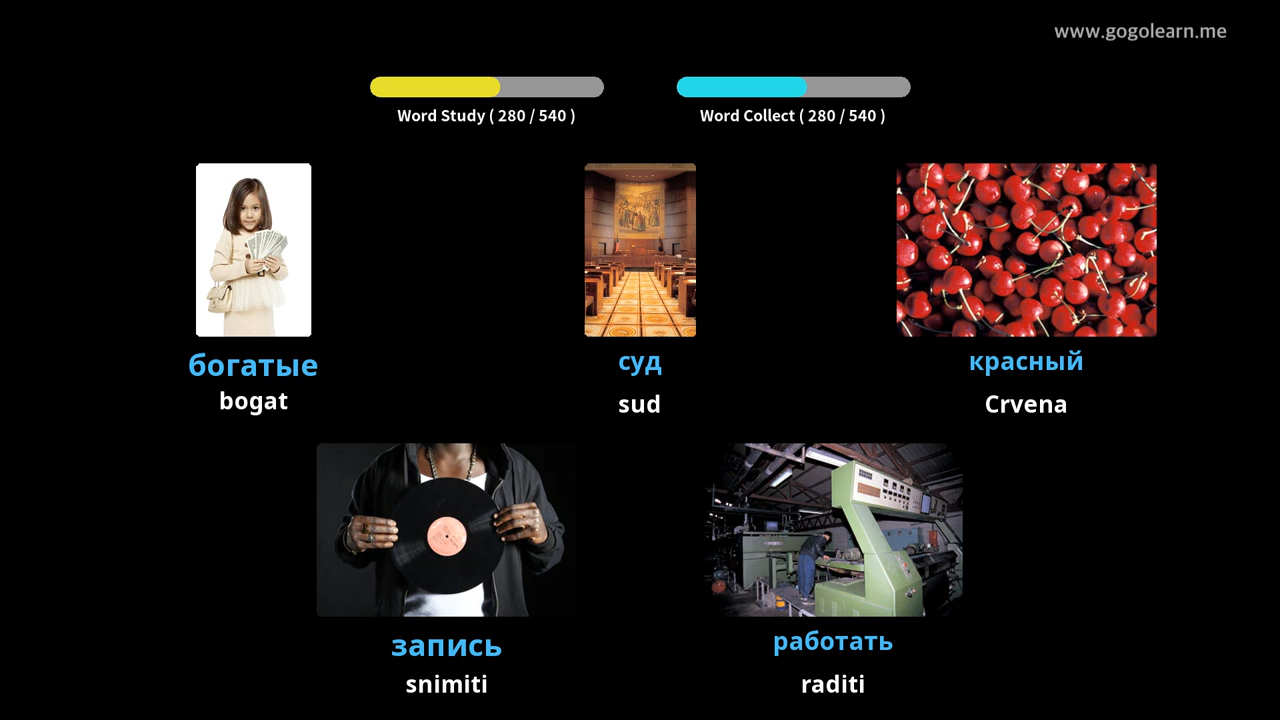 www.gogolearn.me
Word Study ( 280 / 540 )
Word Collect ( 280 / 540 )
богатые
bogat
суд
sud
красный
Crvena
запись
snimiti
работать
raditi